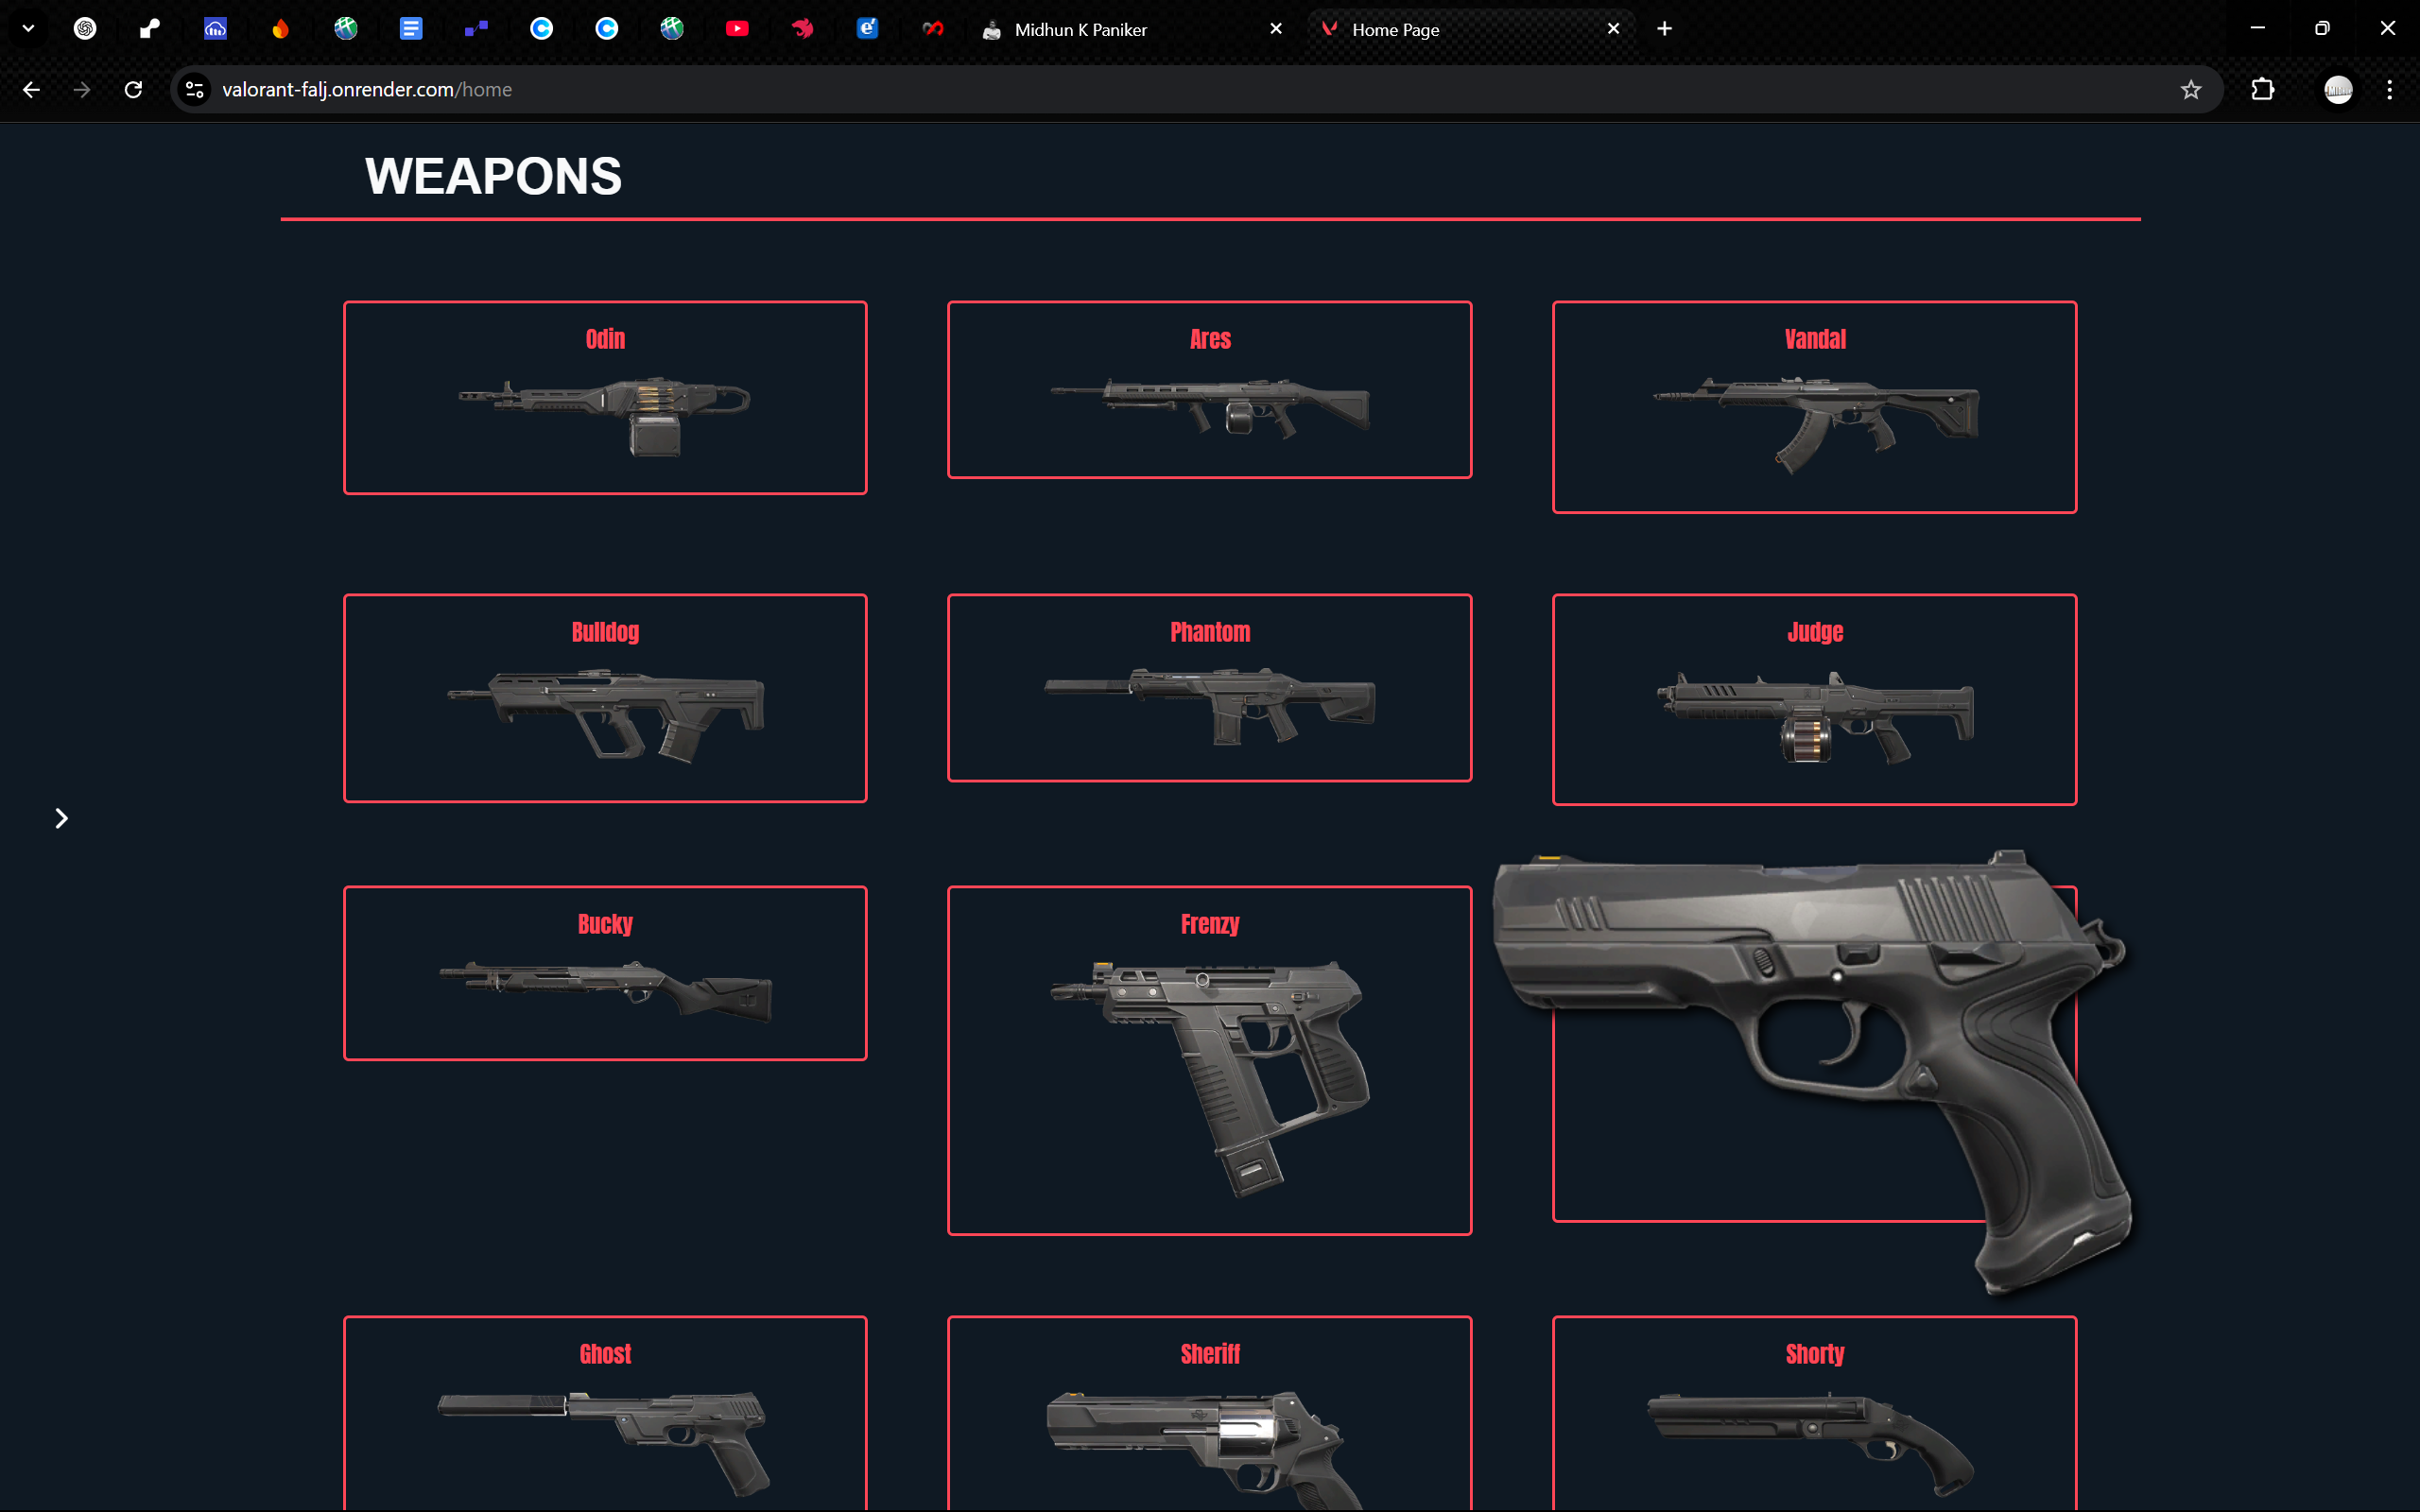 Midhun K Paniker
Home Page
valorant-falj.onrender.com/home
WEAPONS
Odin
Ares
Vandal
Bulldog
Phantom
Judge
Bucky
Frenzy
Ghost
Sheriff
Shorty